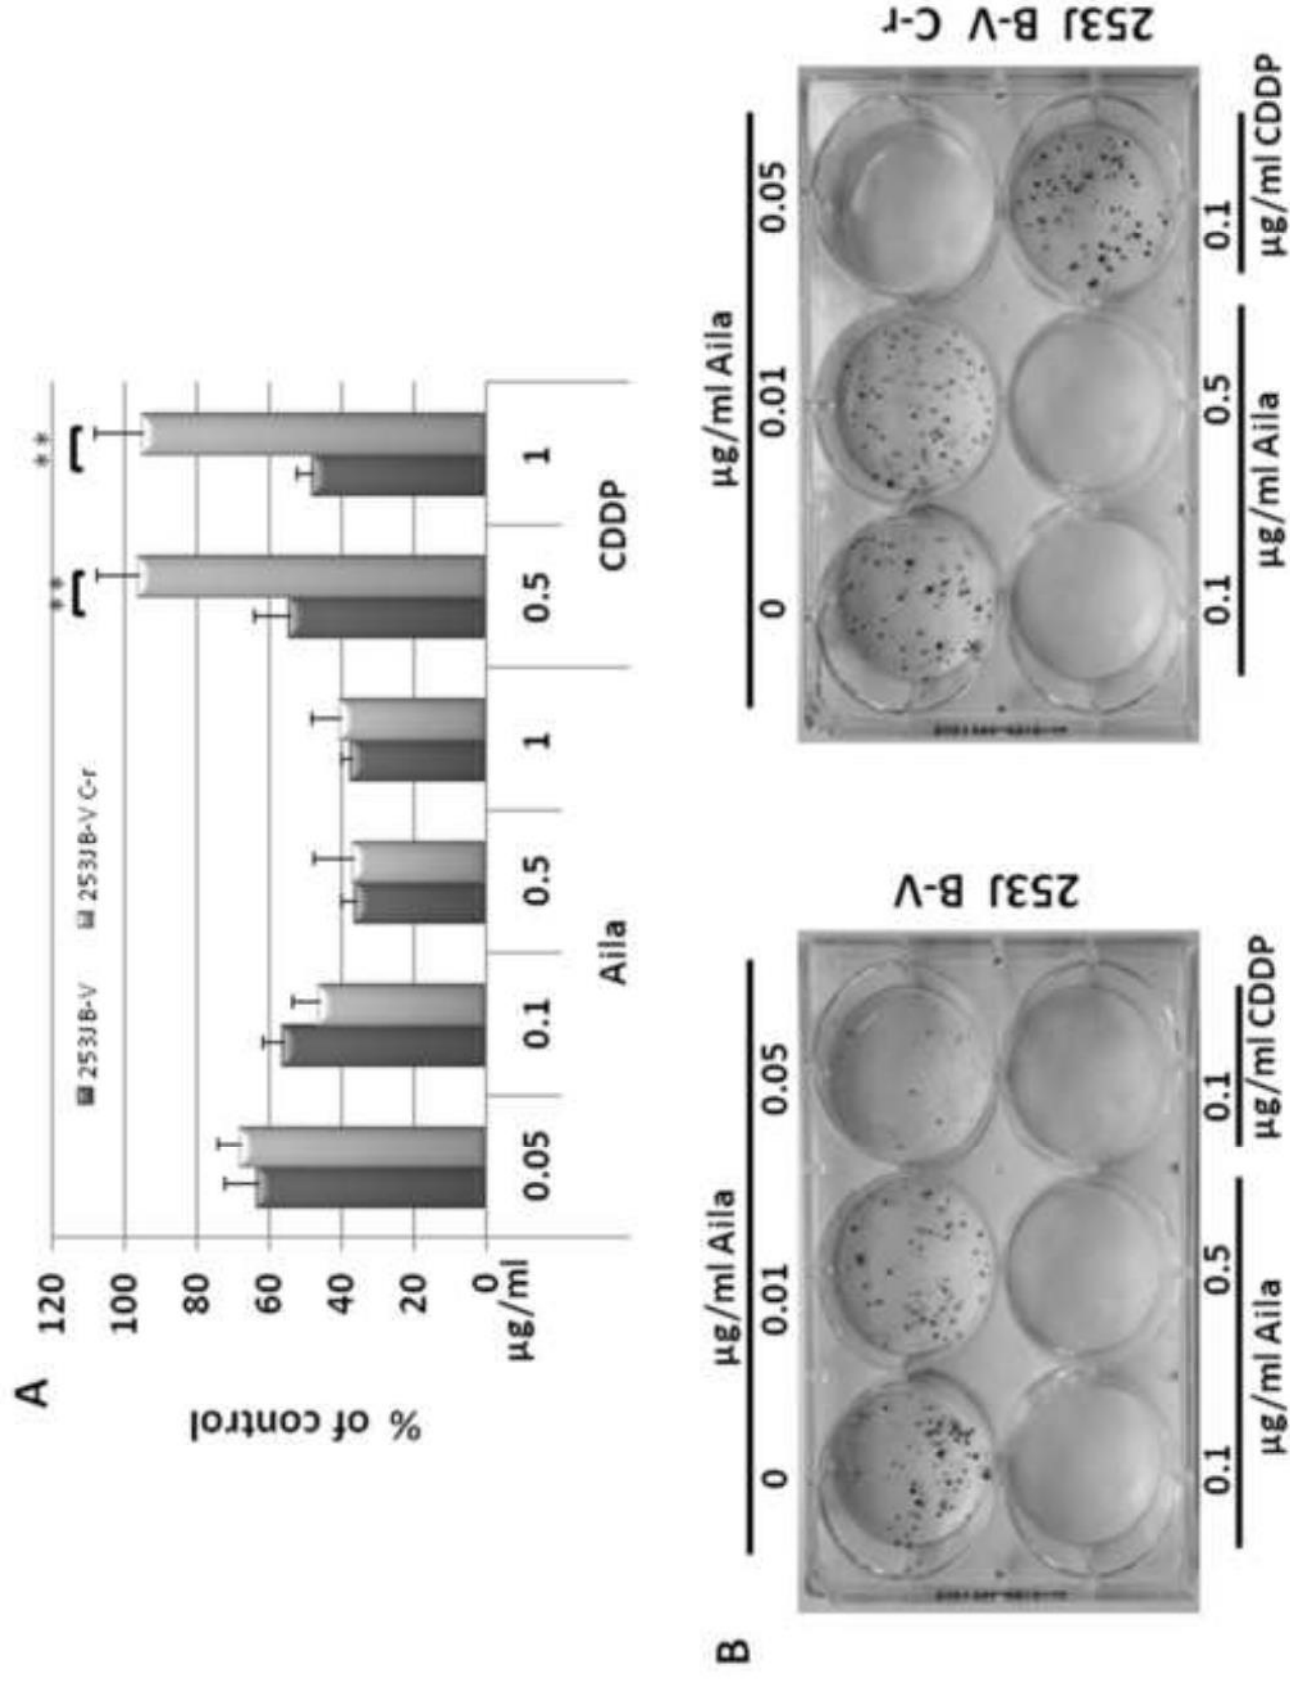 A
253JB-V 253JB-V C-r
% of control
120
100
80
60
40
20
0
** **
μg/ml
0.05 0.1 0.5 1 0.5 1
Aila CDDP
B
μg/ml Aila
0 0.01 0.05
253J B-V
0.1 0.5 0.1
μg/ml Aila μg/ml CDDP
μg/ml Aila
0 0.01 0.05
253J B-V C-r
0.1 0.5 0.1
μg/ml Aila μg/ml CDDP